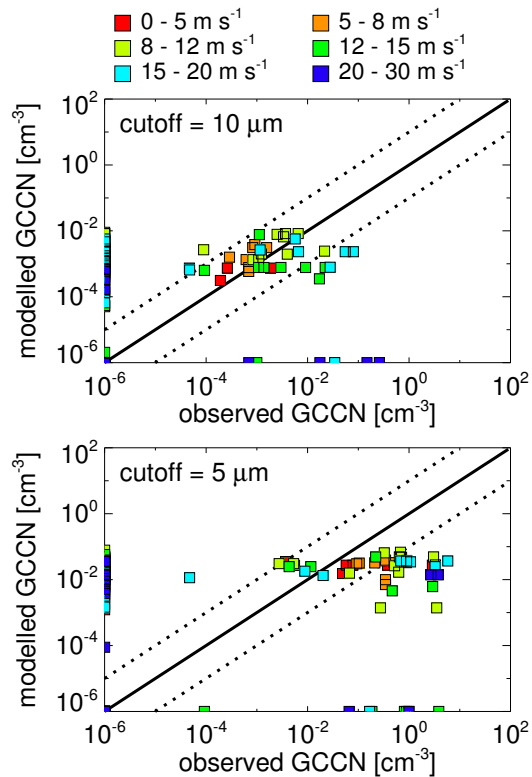 0 - 5 m s⁻¹ 5 - 8 m s⁻¹
8 - 12 m s⁻¹ 12 - 15 m s⁻¹
15 - 20 m s⁻¹ 20 - 30 m s⁻¹
cutoff = 10 μm
modelled GCCN [cm⁻³]
10²
10⁰
10⁻²
10⁻⁴
10⁻⁶
10⁻⁶ 10⁻⁴ 10⁻² 10⁰ 10²
observed GCCN [cm⁻³]
cutoff = 5 μm
modelled GCCN [cm⁻³]
10²
10⁰
10⁻²
10⁻⁴
10⁻⁶
10⁻⁶ 10⁻⁴ 10⁻² 10⁰ 10²
observed GCCN [cm⁻³]